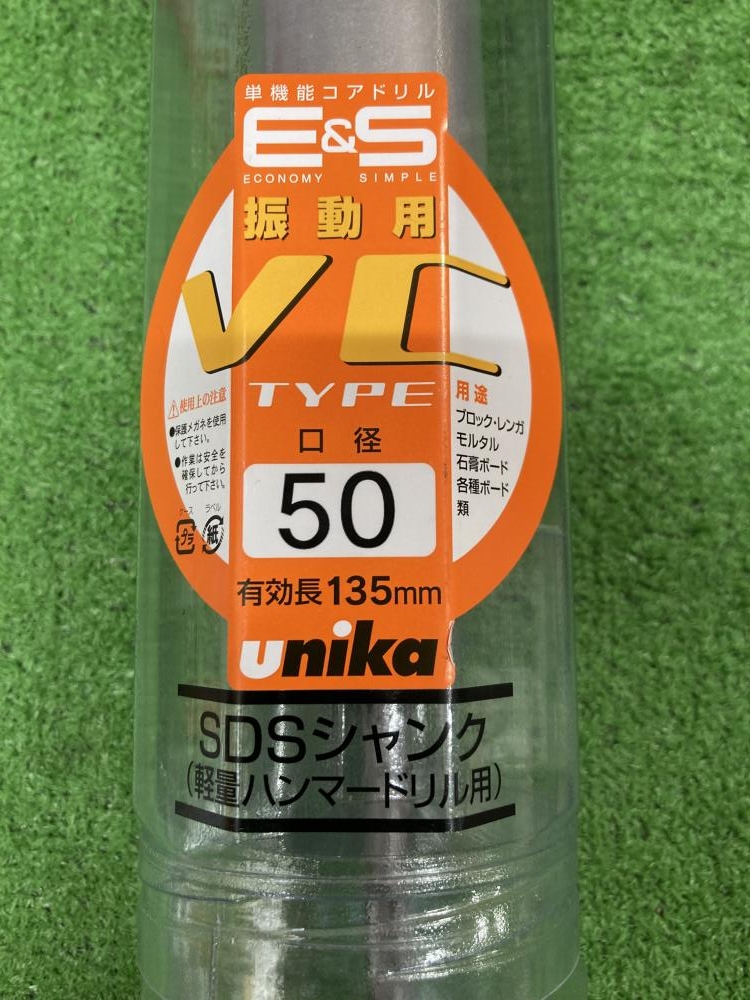 単機能コアドリル
E&S
ECONOMY SIMPLE
振動用
VC
TYPE
⚠使用上の注意
●保護メガネを使用
して下さい。
●作業は安全を
確保してから
行って下さい。
ケース ラベル
プラ 紙
用途
ブロック・レンガ
モルタル
石膏ボード
各種ボード
類
口径
50
有効長135mm
unika
SDSシャンク
(軽量ハンマードリル用)